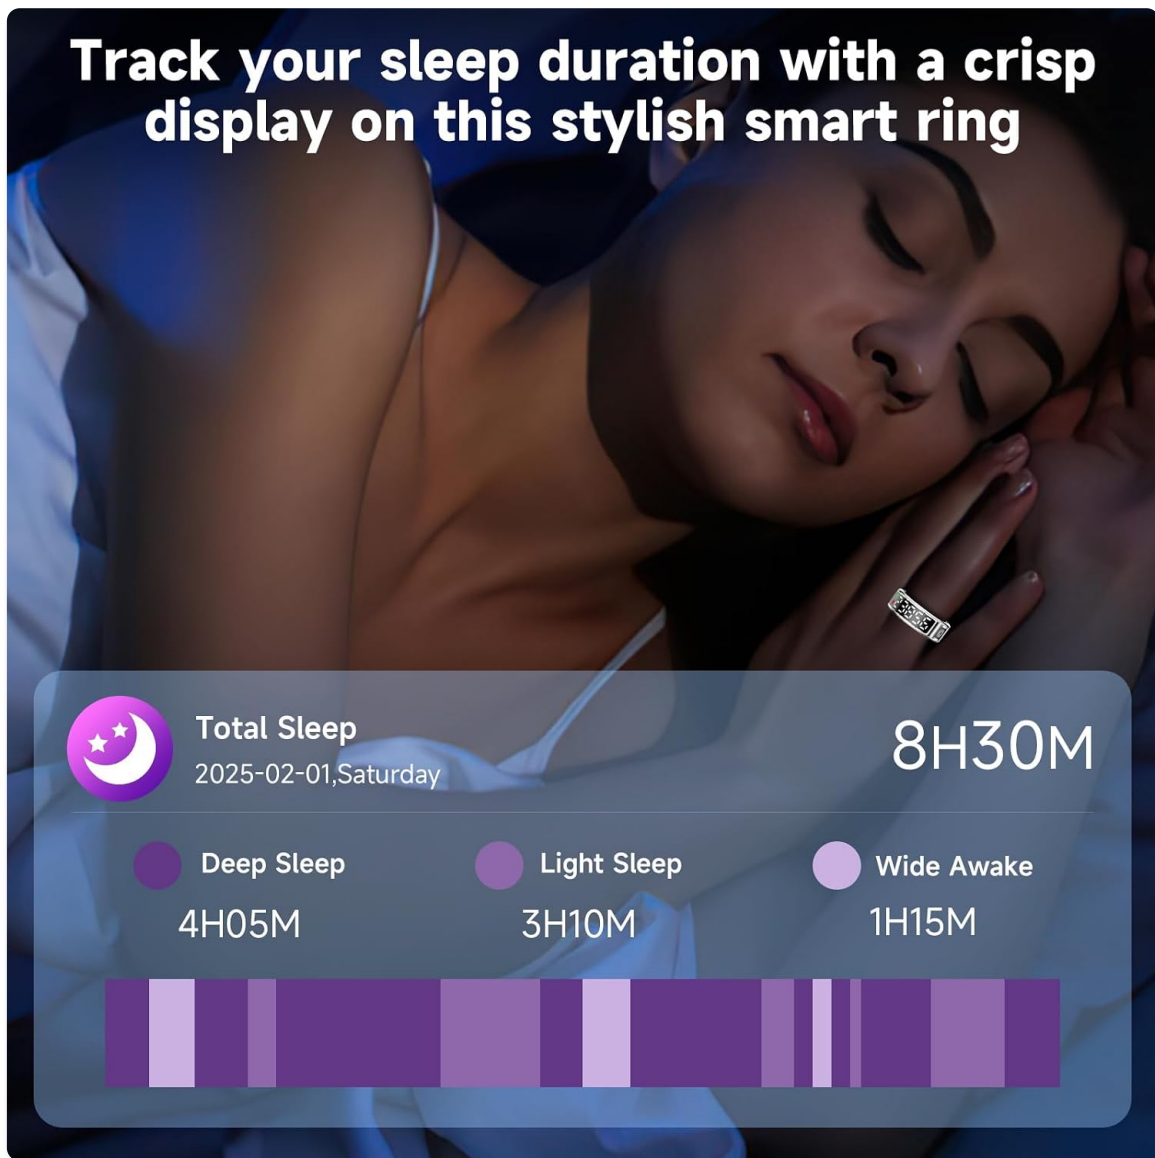 Track your sleep duration with a crisp
display on this stylish smart ring
Total Sleep
2025-02-01,Saturday
8H30M
Deep Sleep
Light Sleep
Wide Awake
4H05M
3H10M
1H15M